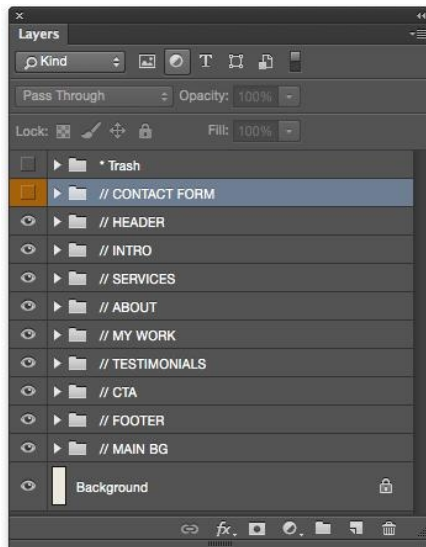 Layers
Kind
Pass Through Opacity: 100%
Lock: Fill: 100%
* Trash
// CONTACT FORM
// HEADER
// INTRO
// SERVICES
// ABOUT
// MY WORK
// TESTIMONIALS
// CTA
// FOOTER
// MAIN BG
Background
fx